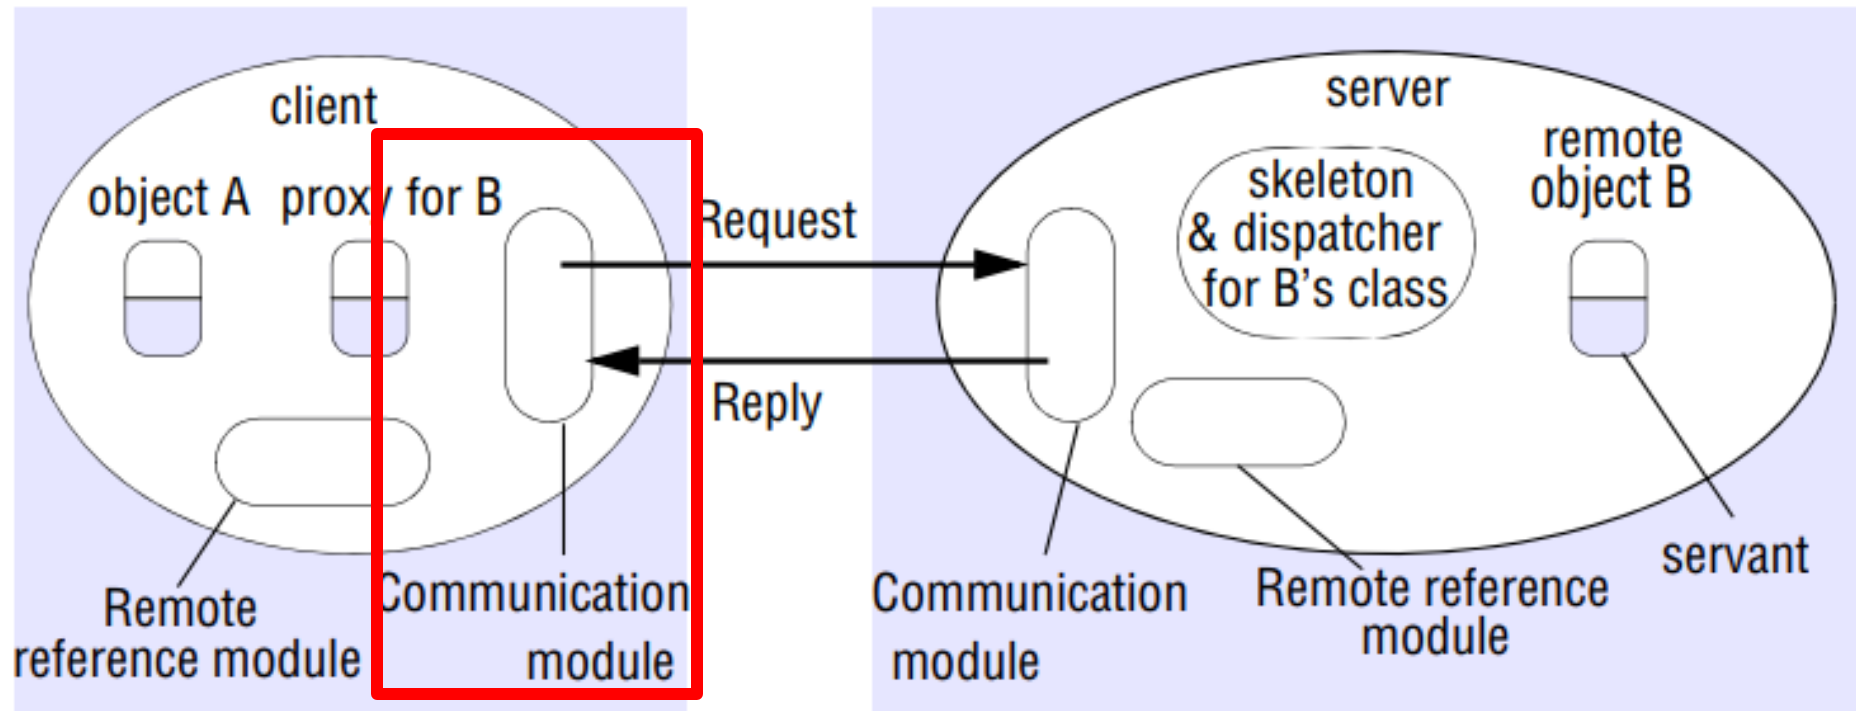 client
object A
proxy for B
Remote
reference module
Communication
module
Request
Reply
server
skeleton
& dispatcher
for B's class
remote
object B
Communication
module
Remote reference
module
servant